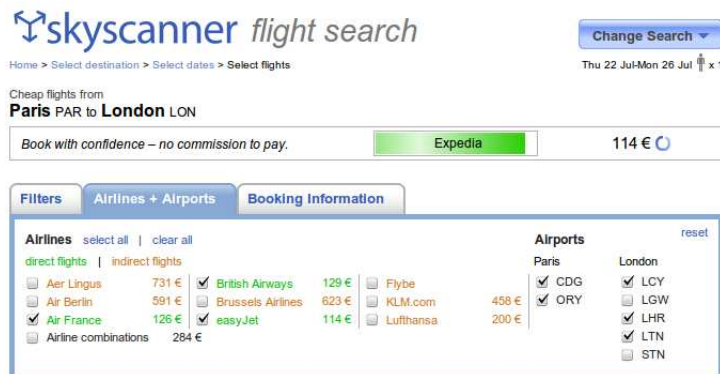 skyscanner flight search
Change Search
Home > Select destination > Select dates > Select flights
Thu 22 Jul-Mon 26 Jul x
Cheap flights from
Paris PAR to London LON
Book with confidence – no commission to pay. Expedia 114 €
Filters Airlines + Airports Booking Information
Airlines select all | clear all Airports reset
direct flights | indirect flights Paris London
Aer Lingus 731 € British Airways 129 € Flybe CDG LCY
Air Berlin 591 € Brussels Airlines 623 € KLM.com 458 € ORY LGW
Air France 126 € easyJet 114 € Lufthansa 200 € LHR
Airline combinations 284 € LTN
STN